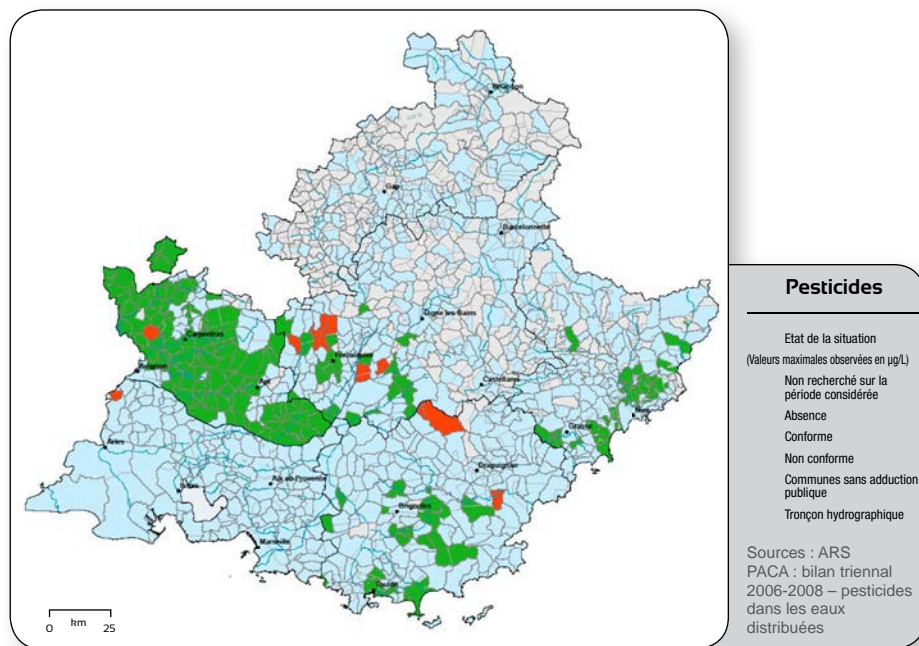 Briançon
Gap
Barcelonnette
Digne les Bains
Carpentras
Forcalquier
Avignon
Apt
Castellane
Nice
Grasse
Arles
Draguignan
Aix en Provence
Istres
Brignoles
Marseille
Toulon
0 km 25
Pesticides
Etat de la situation
(Valeurs maximales observées en µg/L)
Non recherché sur la
période considérée
Absence
Conforme
Non conforme
Communes sans adduction
publique
Tronçon hydrographique
Sources : ARS
PACA : bilan triennal
2006-2008 – pesticides
dans les eaux
distribuées